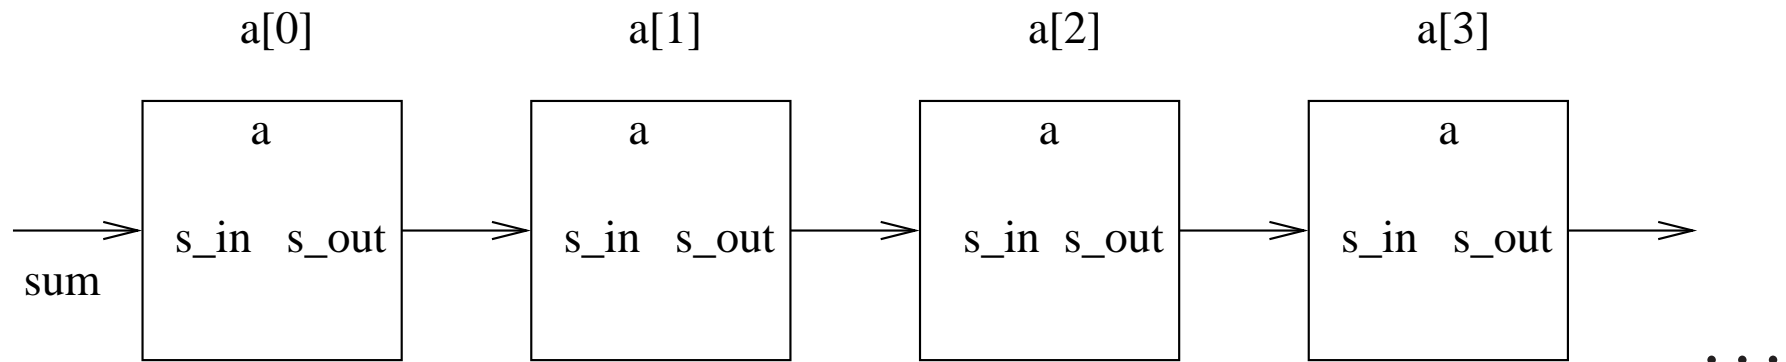 a[0] a[1] a[2] a[3]
a a a a
s_in s_out s_in s_out s_in s_out s_in s_out
sum
...